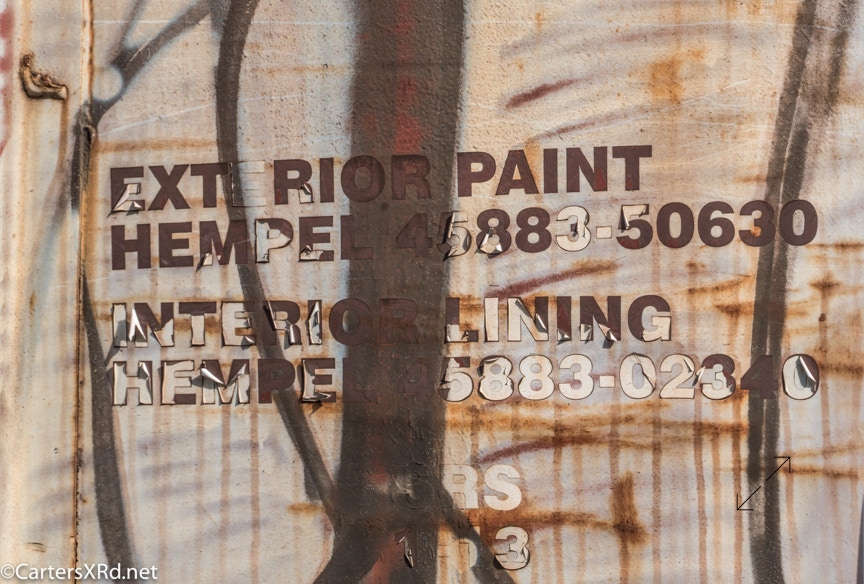 EXTERIOR PAINT
HEMPEL 45883-50630
INTERIOR LINING
HEMPEL 45883-02340
©CartersXRd.net